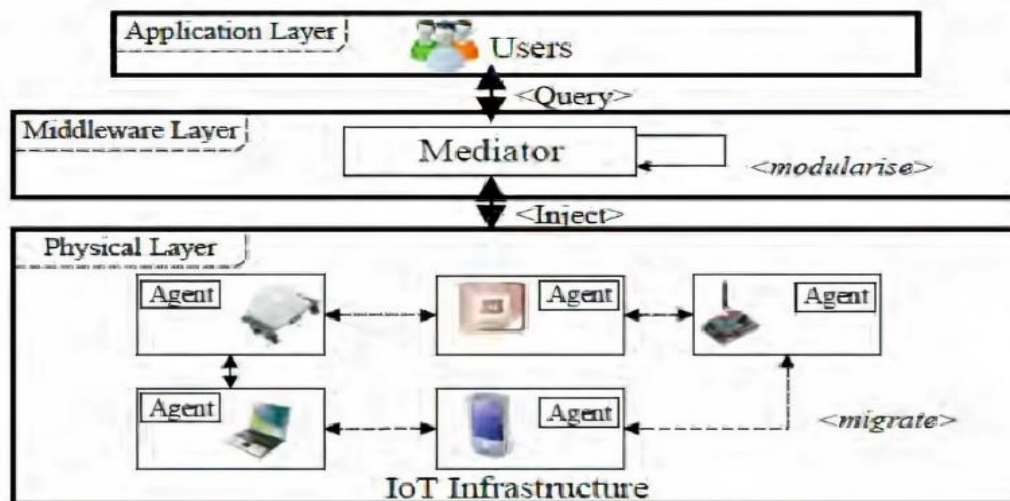 Application Layer
Users
<Query>
Middleware Layer
Mediator
<modularise>
<Inject>
Physical Layer
Agent
Agent
Agent
Agent
Agent
<migrate>
IoT Infrastructure